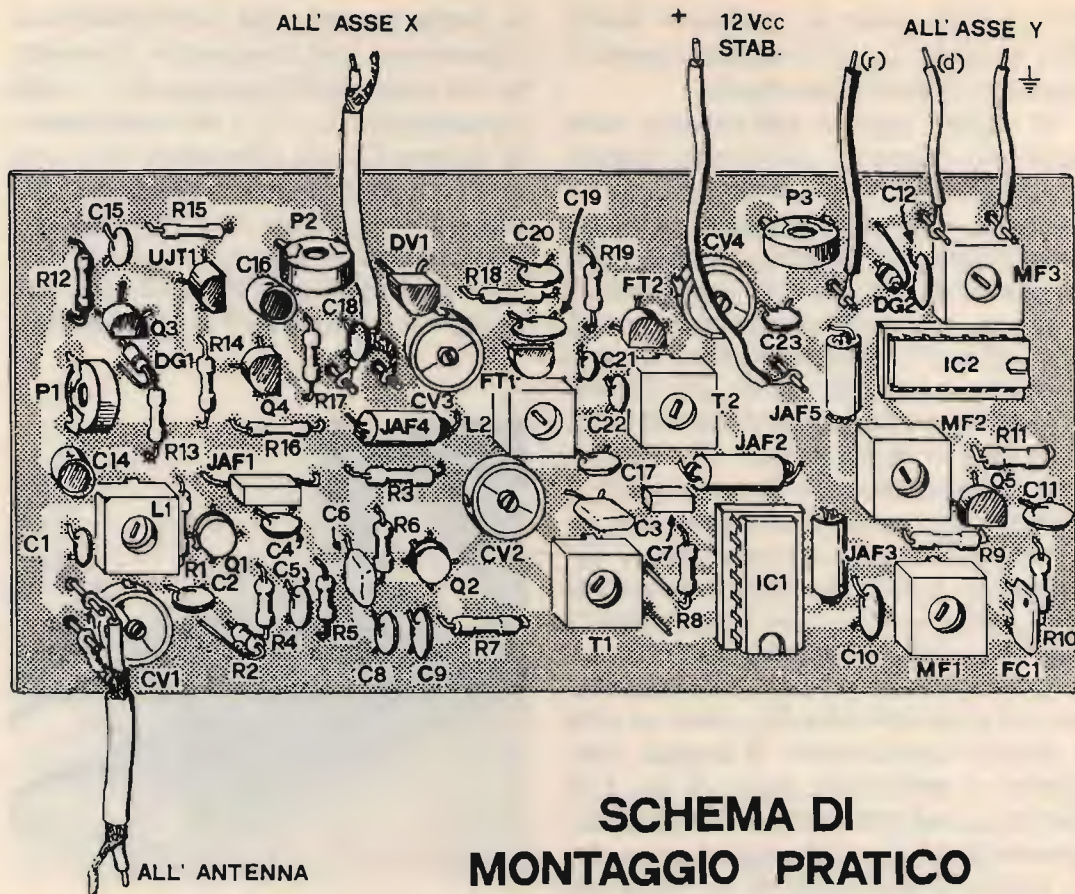 ALL' ASSE X
+ 12 Vcc
STAB.
(r)
ALL' ASSE Y
(d)
C15
R15
P2
DV1
C20
C19
R19
CV4
P3
C12
R12
UJT1
C16
R18
FT2
MF3
Q3
C18
DG2
DG1
R14
C21
C23
IC2
P1
Q4
R17
CV3
FT1
L2
C22
T2
JAF5
R13
R16
JAF4
JAF2
MF2
R11
C14
JAF1
R3
C17
Q5
C11
L1
C6
R6
C3
C1
R1
Q1
C4
CV2
C7
R9
C2
C5
Q2
IC1
JAF3
R4
R5
R8
R2
R7
R10
CV1
C8
C9
T1
C10
MF1
FC1
ALL' ANTENNA
SCHEMA DI
MONTAGGIO PRATICO